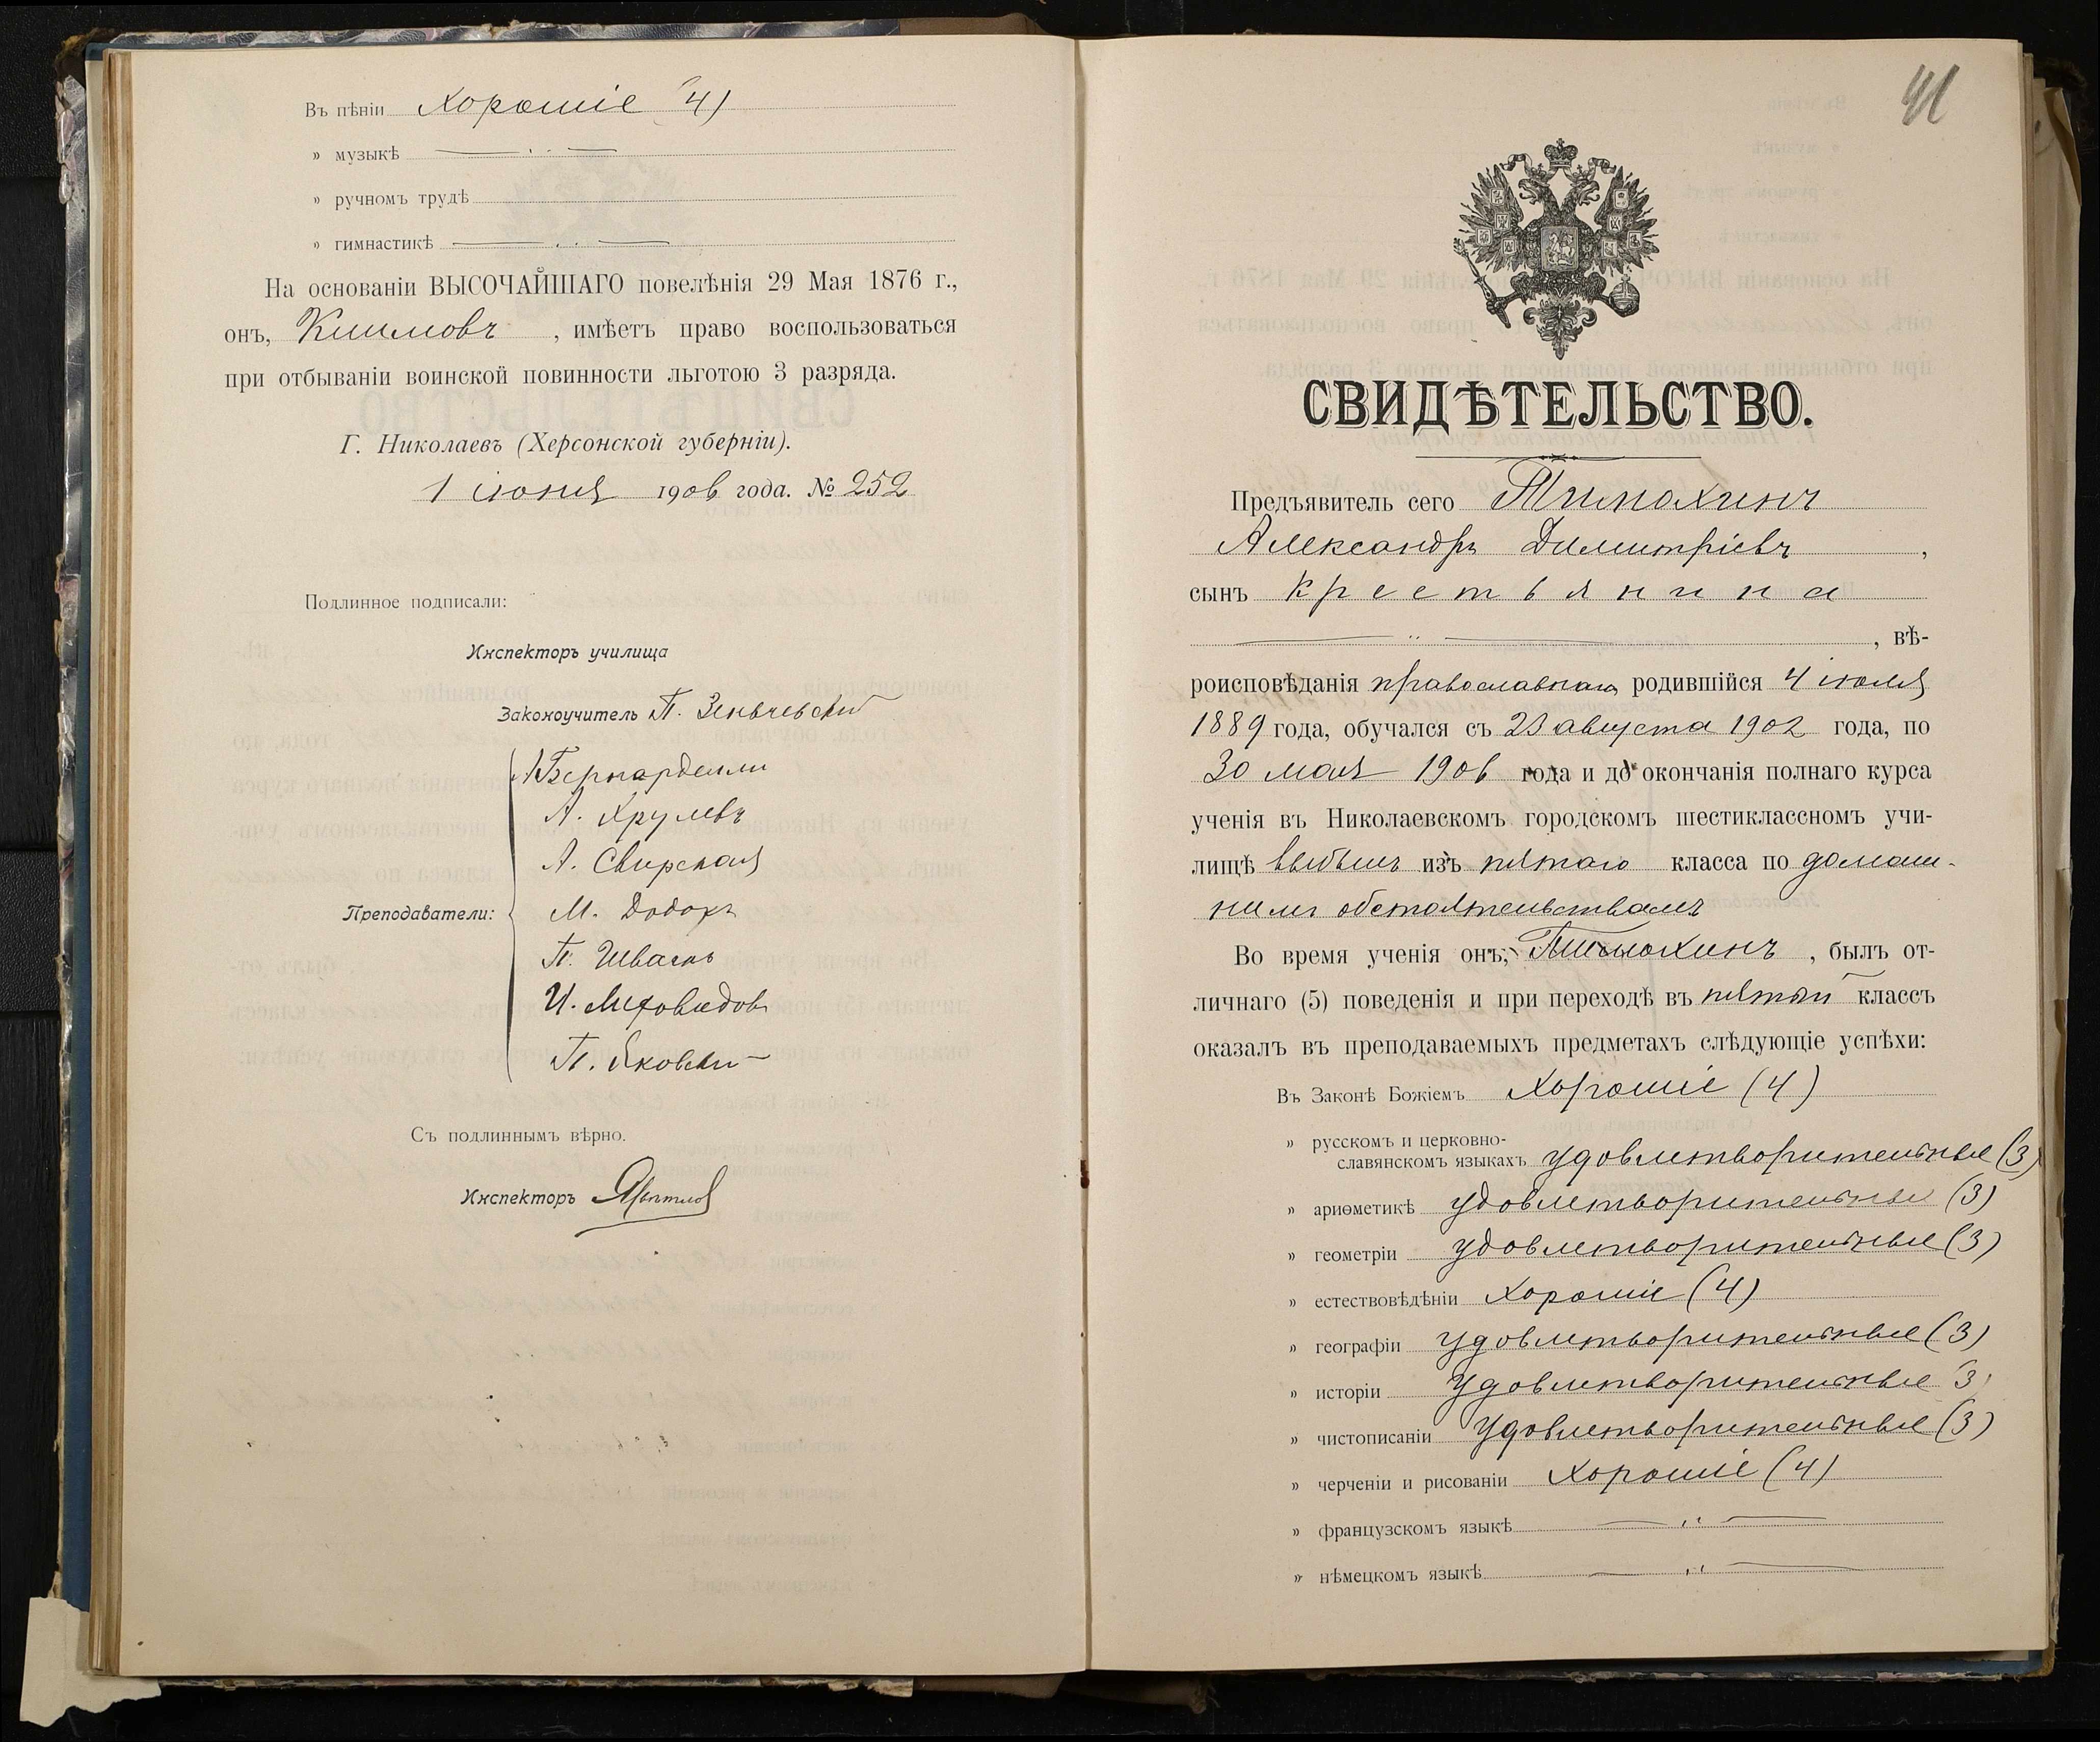 Въ пѣніи Хорошіе (4)
» музыкѣ
» ручномъ трудѣ
» гимнастикѣ
На основаніи ВЫСОЧАЙШАГО повелѣнія 29 Мая 1876 г.,
онъ, Климовъ, имѣетъ право воспользоваться
при отбываніи воинской повинности льготою 3 разряда.
Г. Николаевъ (Херсонской губерніи).
1 іюня 1906 года. № 252
Подлинное подписали:
Инспекторъ училища
Законоучитель П.
Бернарделли
А. Хрулевъ
А. Свирская
Преподаватели: М. Додохъ
П.
И.
П.
Съ подлиннымъ вѣрно.
Инспекторъ
41
СВИДѢТЕЛЬСТВО.
Предъявитель сего Тимохинъ
Александръ Димитріевъ,
сынъ крестьянина
, вѣ-
роисповѣданія православнаго родившійся 4 іюля
1889 года, обучался съ 23 августа 1902 года, по
30 мая 1906 года и до окончанія полнаго курса
ученія въ Николаевскомъ городскомъ шестиклассномъ учи-
лищѣ выбылъ изъ пятаго класса по домаш-
нимъ обстоятельствамъ
Во время ученія онъ, Тимохинъ, былъ от-
личнаго (5) поведенія и при переходѣ въ пятый классъ
оказалъ въ преподаваемыхъ предметахъ слѣдующіе успѣхи:
Въ Законѣ Божіемъ Хорошіе (4)
» русскомъ и церковно-
славянскомъ языкахъ удовлетворительные (3)
» ариѳметикѣ удовлетворительные (3)
» геометріи удовлетворительные (3)
» естествовѣдѣніи Хорошіе (4)
» географіи удовлетворительные (3)
» исторіи удовлетворительные 3
» чистописаніи удовлетворительные (3)
» черченіи и рисованіи Хорошіе (4)
» французскомъ языкѣ
» нѣмецкомъ языкѣ